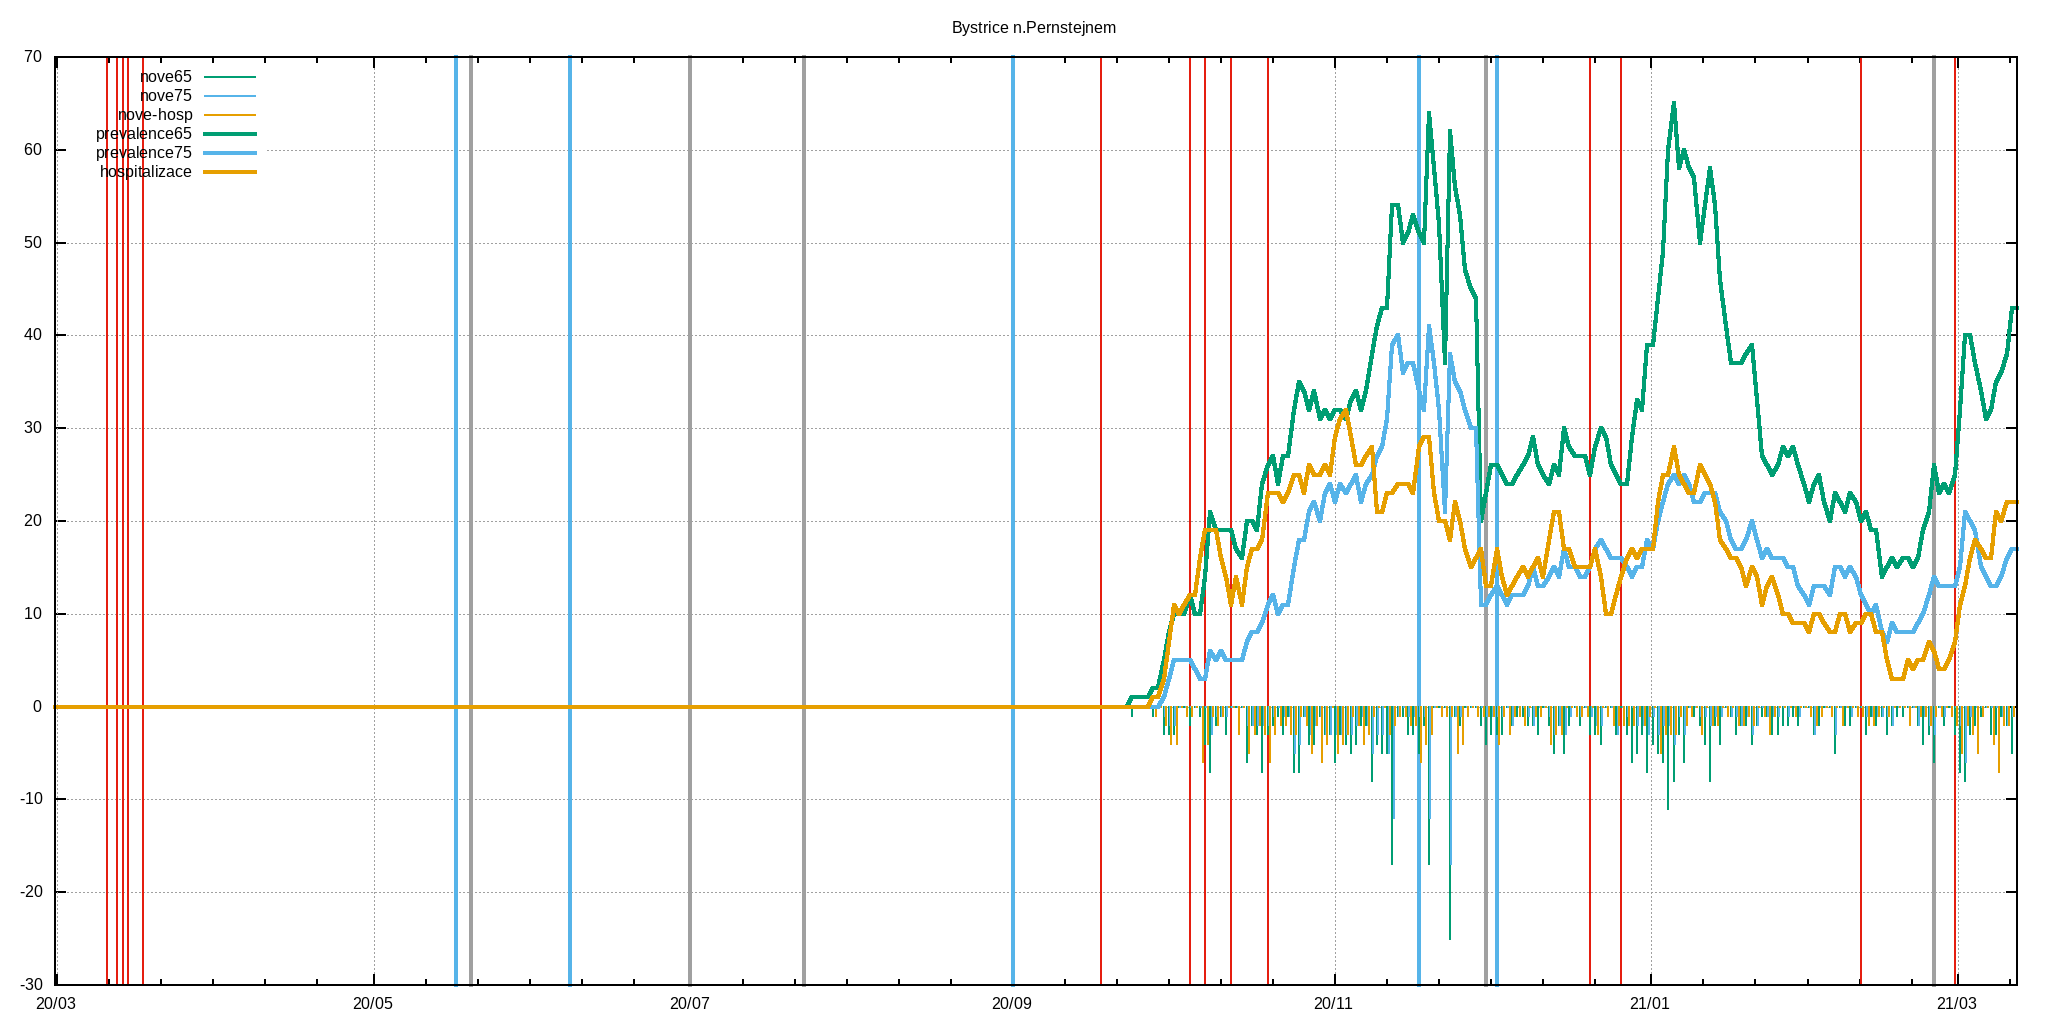 Bystrice n.Pernstejnem
70
60
50
40
30
20
10
0
-10
-20
-30
nove65
nove75
nove-hosp
prevalence65
prevalence75
hospitalizace
20/03 20/05 20/07 20/09 20/11 21/01 21/03